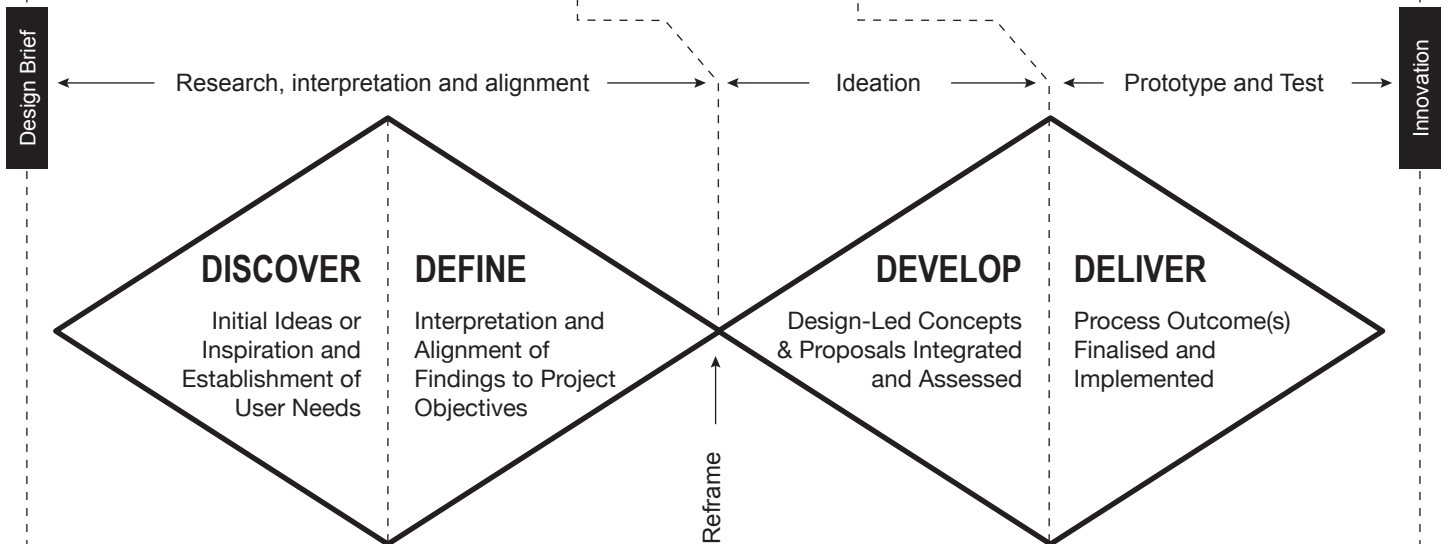 Design Brief
Research, interpretation and alignment
Ideation
Prototype and Test
Innovation
DISCOVER
Initial Ideas or
Inspiration and
Establishment of
User Needs
DEFINE
Interpretation and
Alignment of
Findings to Project
Objectives
DEVELOP
Design-Led Concepts
& Proposals Integrated
and Assessed
DELIVER
Process Outcome(s)
Finalised and
Implemented
Reframe